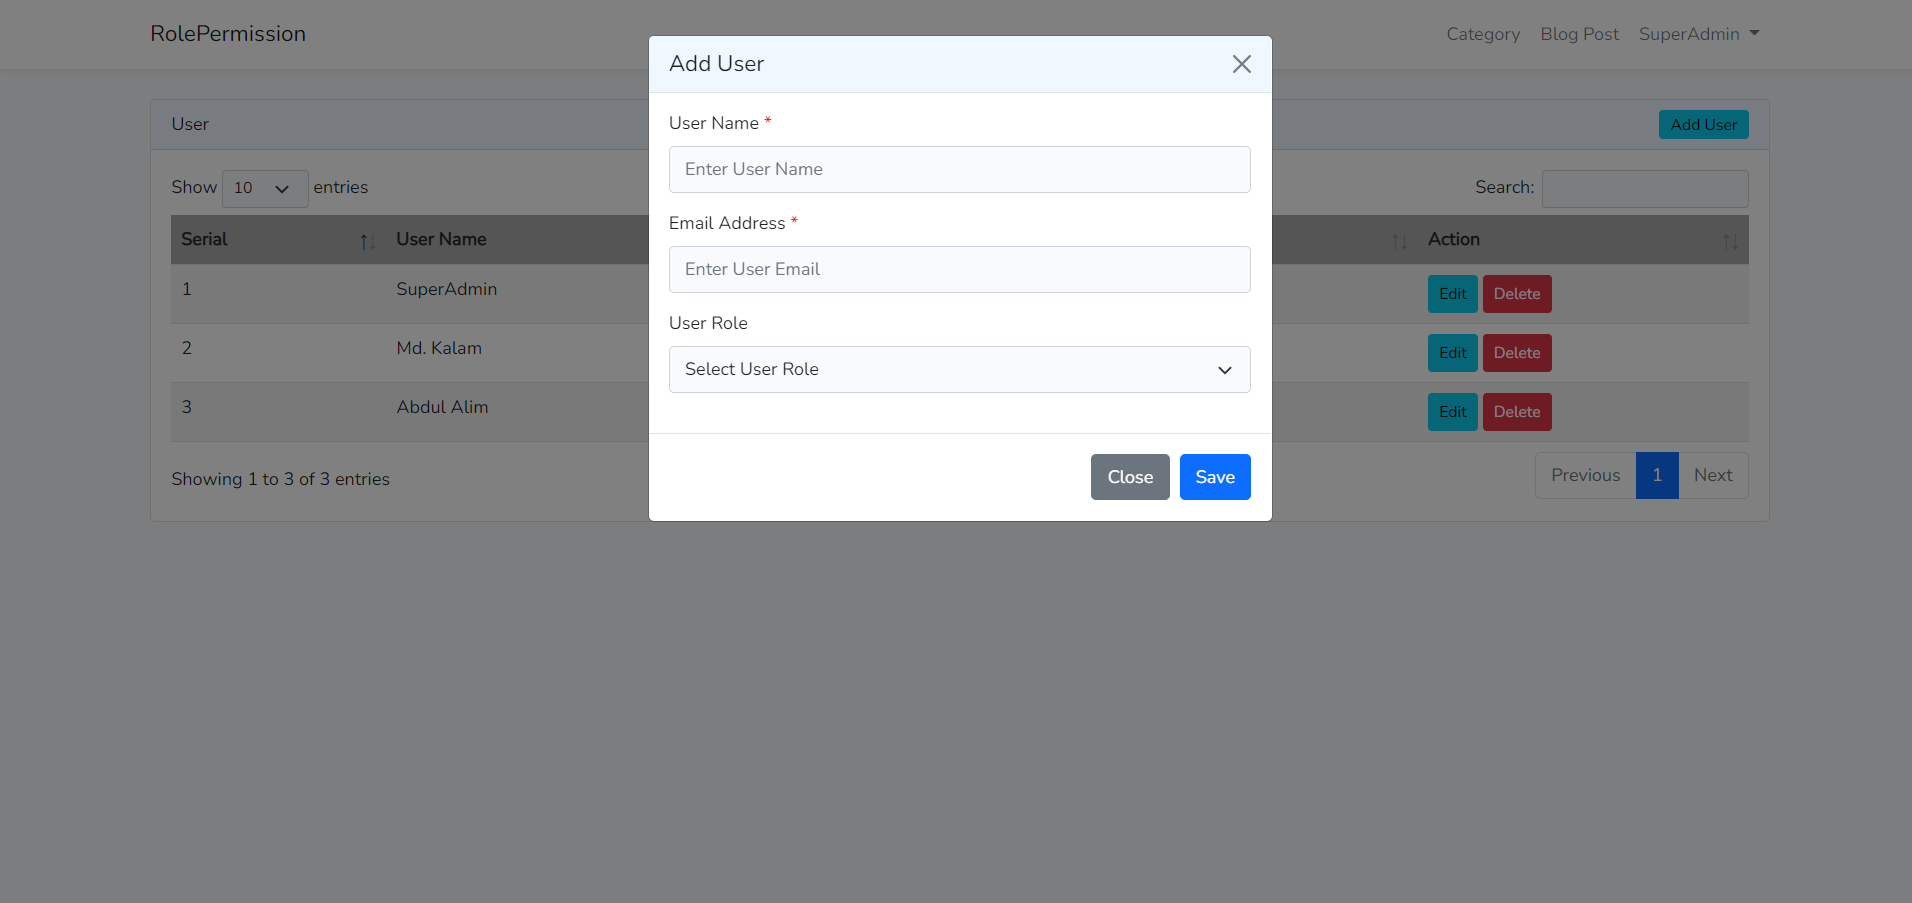 RolePermission
Category Blog Post SuperAdmin
Add User
User Name *
Enter User Name
Email Address *
Enter User Email
User Role
Select User Role
Close Save
User
Add User
Show 10 entries
Search:
Serial User Name Action
1 SuperAdmin Edit Delete
2 Md. Kalam Edit Delete
3 Abdul Alim Edit Delete
Showing 1 to 3 of 3 entries
Previous 1 Next